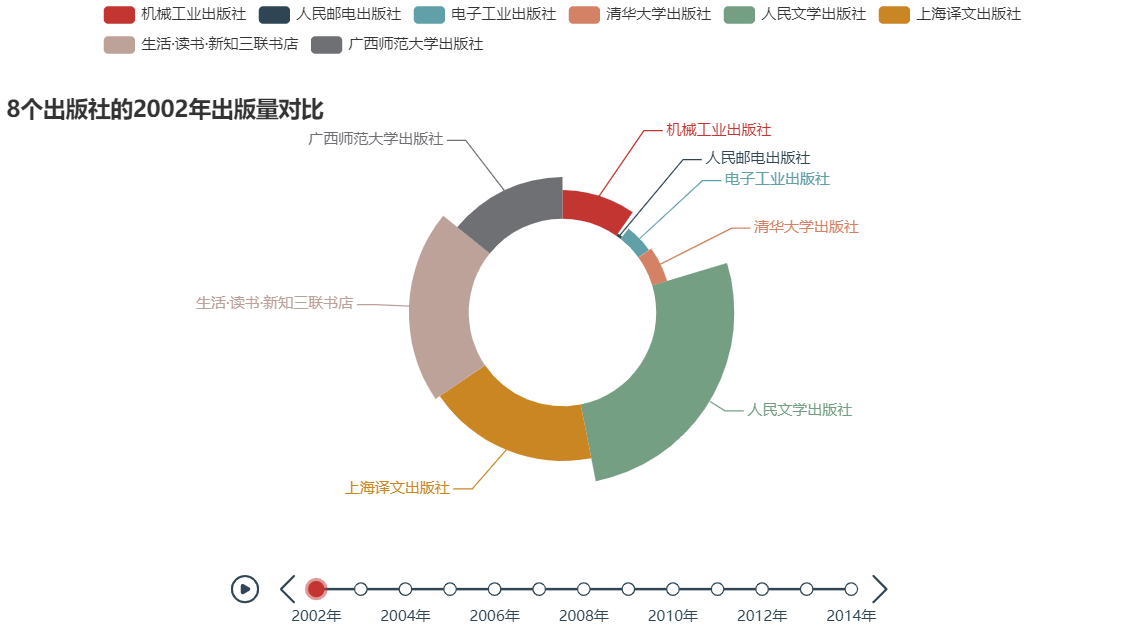 机械工业出版社 人民邮电出版社 电子工业出版社 清华大学出版社 人民文学出版社 上海译文出版社
生活·读书·新知三联书店 广西师范大学出版社
8个出版社的2002年出版量对比
机械工业出版社
广西师范大学出版社
人民邮电出版社
电子工业出版社
清华大学出版社
生活·读书·新知三联书店
人民文学出版社
上海译文出版社
2002年 2004年 2006年 2008年 2010年 2012年 2014年